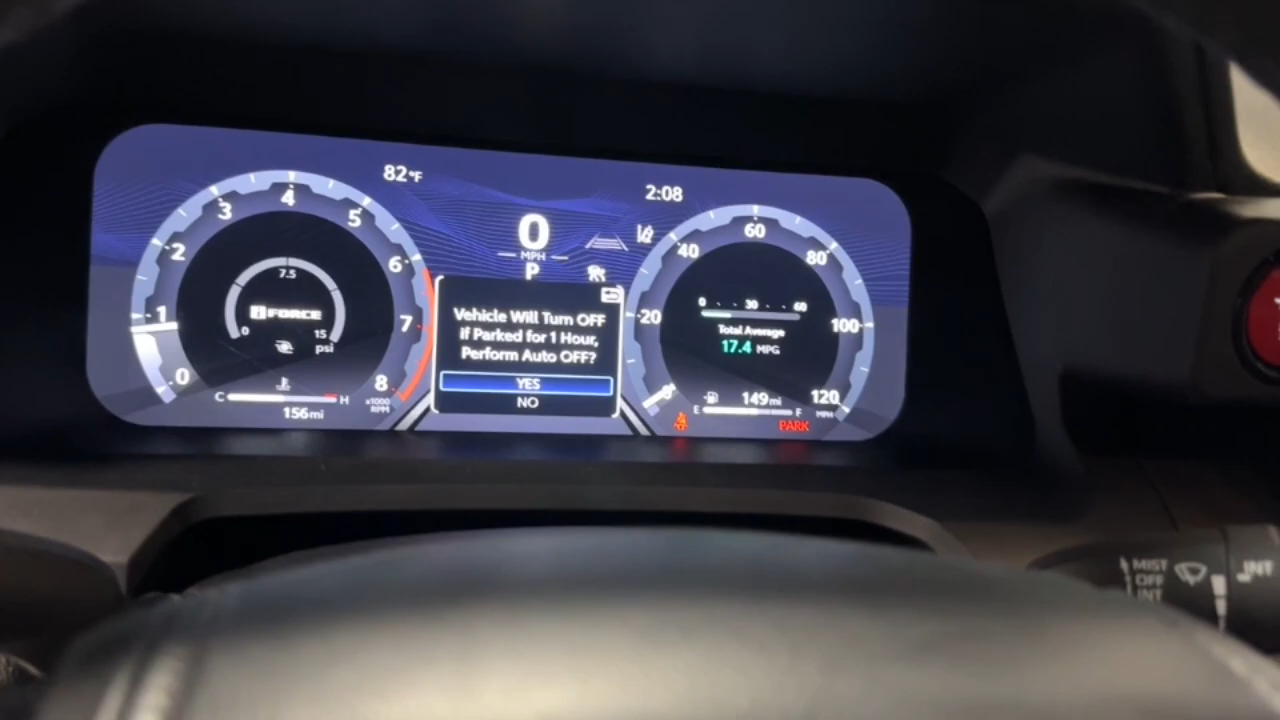 82°F
2:08
0
MPH
P
0
1
2
3
4
5
6
7
8
x1000
RPM
7.5
i FORCE
0
15
psi
C
H
156mi
Vehicle Will Turn OFF
if Parked for 1 Hour,
Perform Auto OFF?
YES
NO
0
20
40
60
80
100
120
MPH
0
30
60
Total Average
17.4 MPG
149mi
E
F
PARK
MIST
OFF
INT
INT